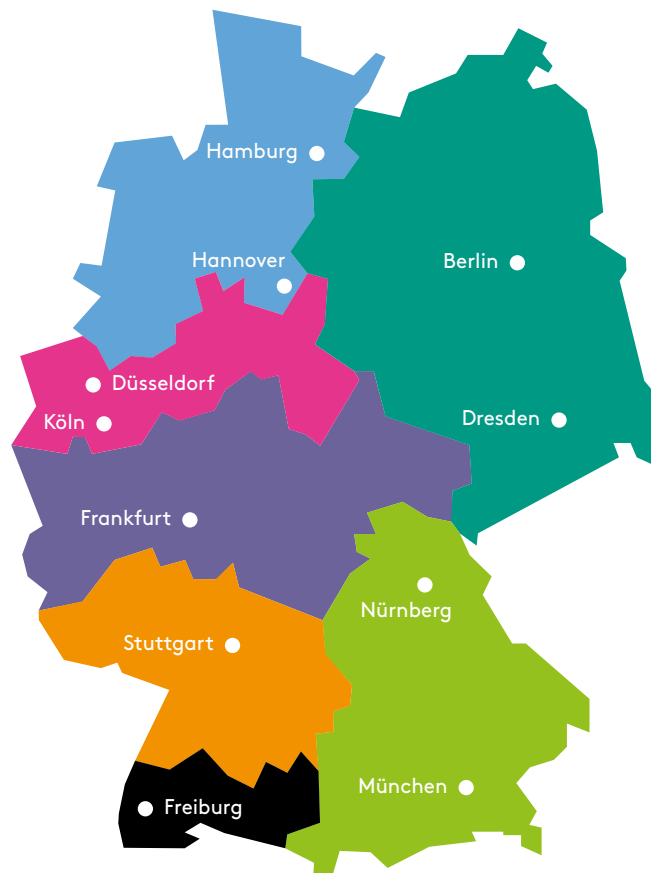 Hamburg
Hannover
Berlin
Düsseldorf
Köln
Dresden
Frankfurt
Nürnberg
Stuttgart
München
Freiburg